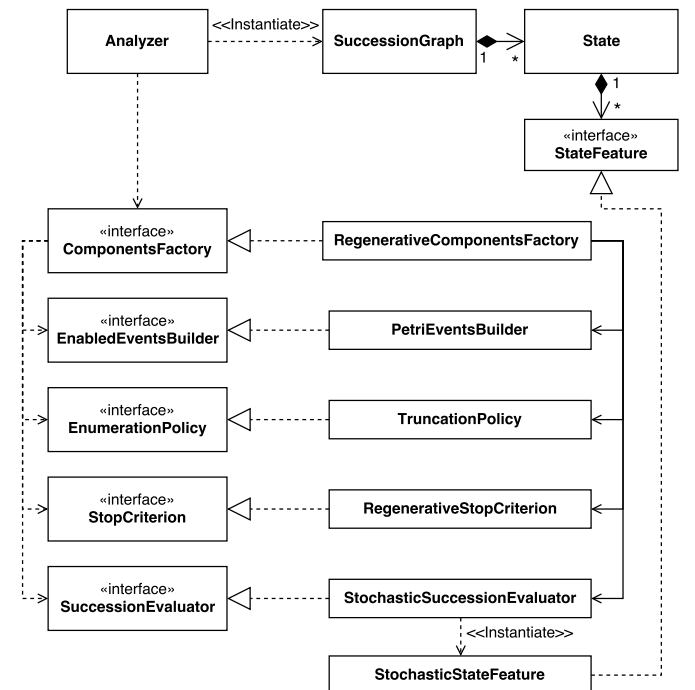 Analyzer
<<Instantiate>>
SuccessionGraph
1
*
State
1
*
«interface»
StateFeature
«interface»
ComponentsFactory
RegenerativeComponentsFactory
«interface»
EnabledEventsBuilder
PetriEventsBuilder
«interface»
EnumerationPolicy
TruncationPolicy
«interface»
StopCriterion
RegenerativeStopCriterion
«interface»
SuccessionEvaluator
StochasticSuccessionEvaluator
<<Instantiate>>
StochasticStateFeature